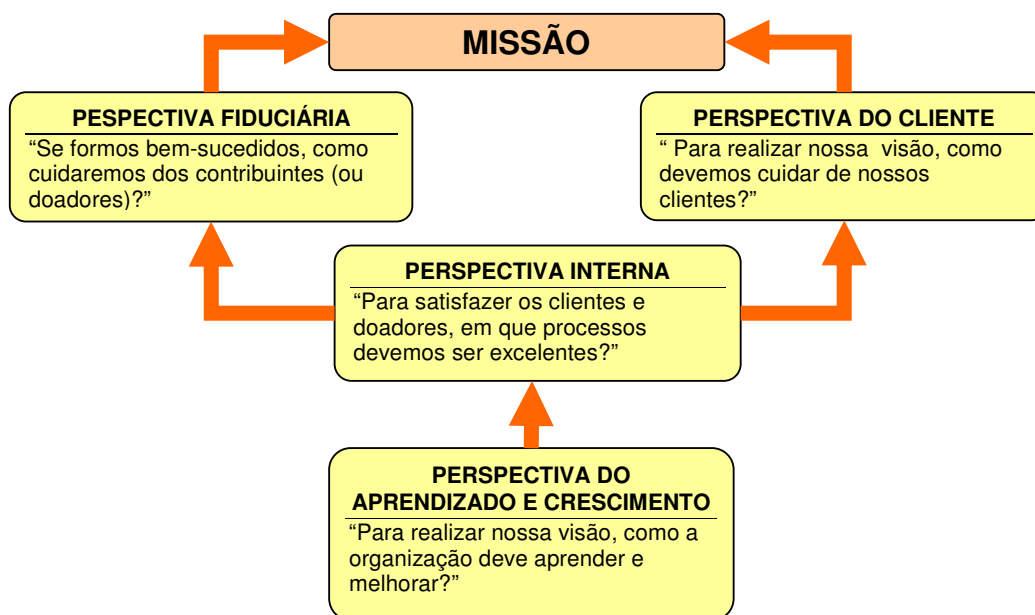 MISSÃO
PESPECTIVA FIDUCIÁRIA
“Se formos bem-sucedidos, como
cuidaremos dos contribuintes (ou
doadores)?”
PERSPECTIVA DO CLIENTE
“ Para realizar nossa visão, como
devemos cuidar de nossos
clientes?”
PERSPECTIVA INTERNA
“Para satisfazer os clientes e
doadores, em que processos
devemos ser excelentes?”
PERSPECTIVA DO
APRENDIZADO E CRESCIMENTO
“Para realizar nossa visão, como a
organização deve aprender e
melhorar?”